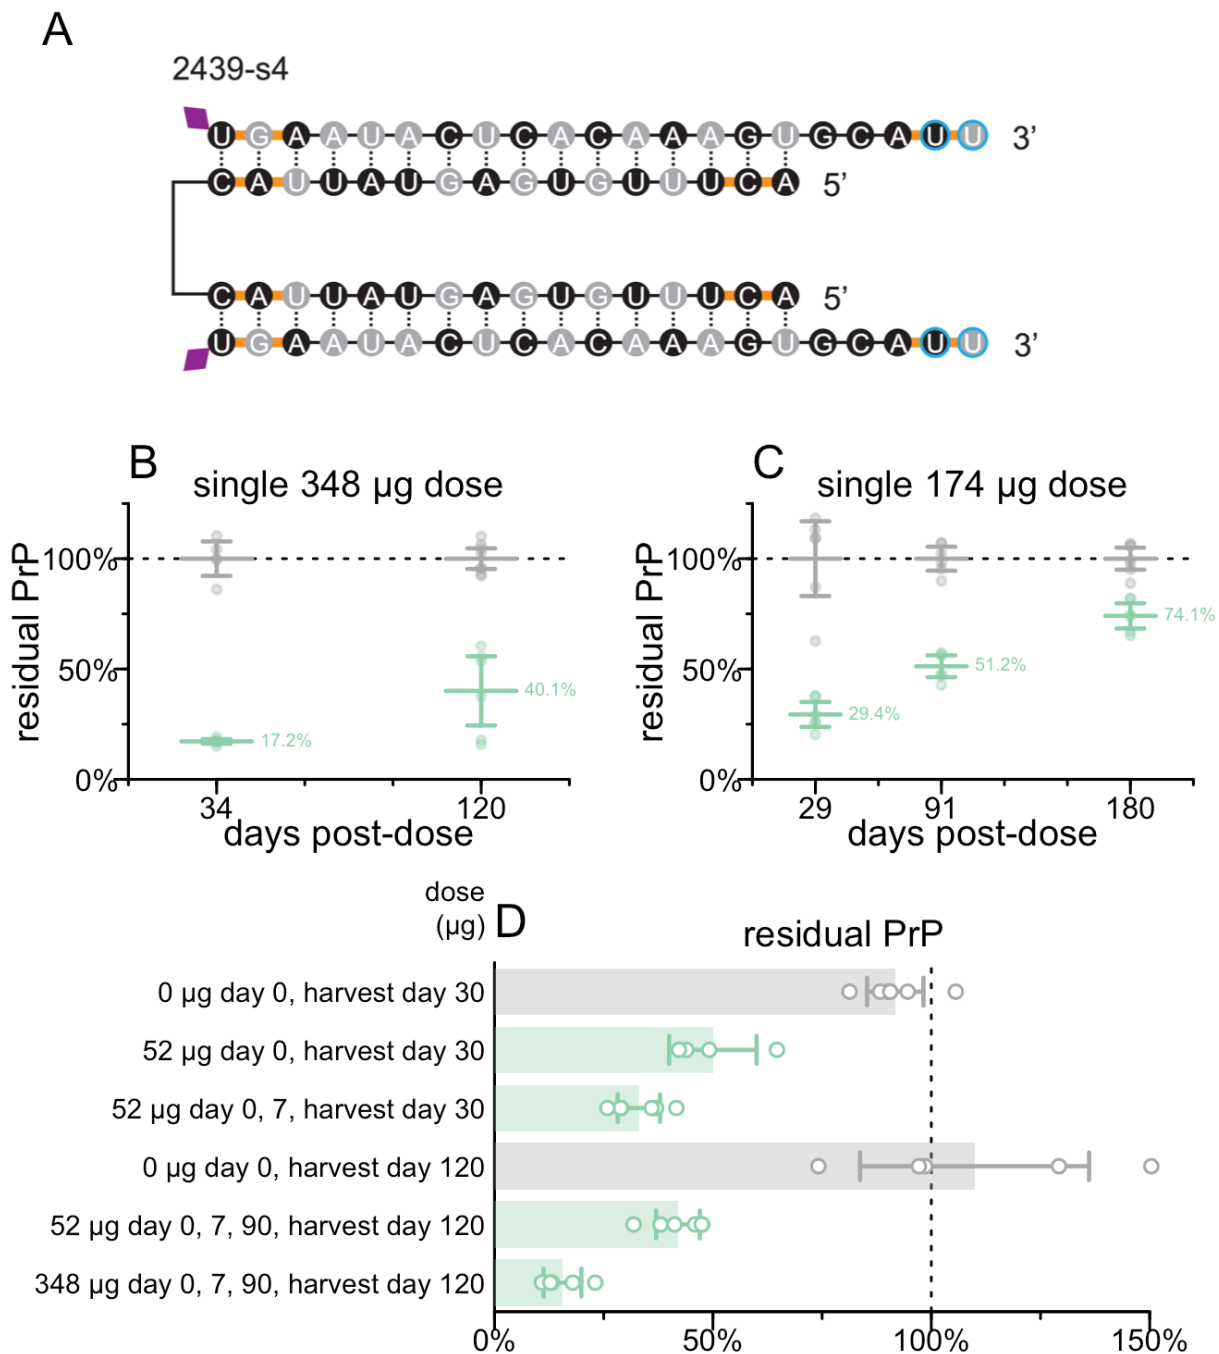 A
2439-s4
UGAAUACUCACAAAGUGCAUU 3’
CAUUAUGAGUGUUUCA 5’
CAUUAUGAGUGUUUCA 5’
UGAAUACUCACAAAGUGCAUU 3’
B
single 348 µg dose
residual PrP
100%
50%
0%
17.2%
40.1%
34 120
days post-dose
C
single 174 µg dose
residual PrP
100%
50%
0%
29.4%
51.2%
74.1%
29 91 180
days post-dose
dose
(µg)
D
residual PrP
0 µg day 0, harvest day 30
52 µg day 0, harvest day 30
52 µg day 0, 7, harvest day 30
0 µg day 0, harvest day 120
52 µg day 0, 7, 90, harvest day 120
348 µg day 0, 7, 90, harvest day 120
0% 50% 100% 150%